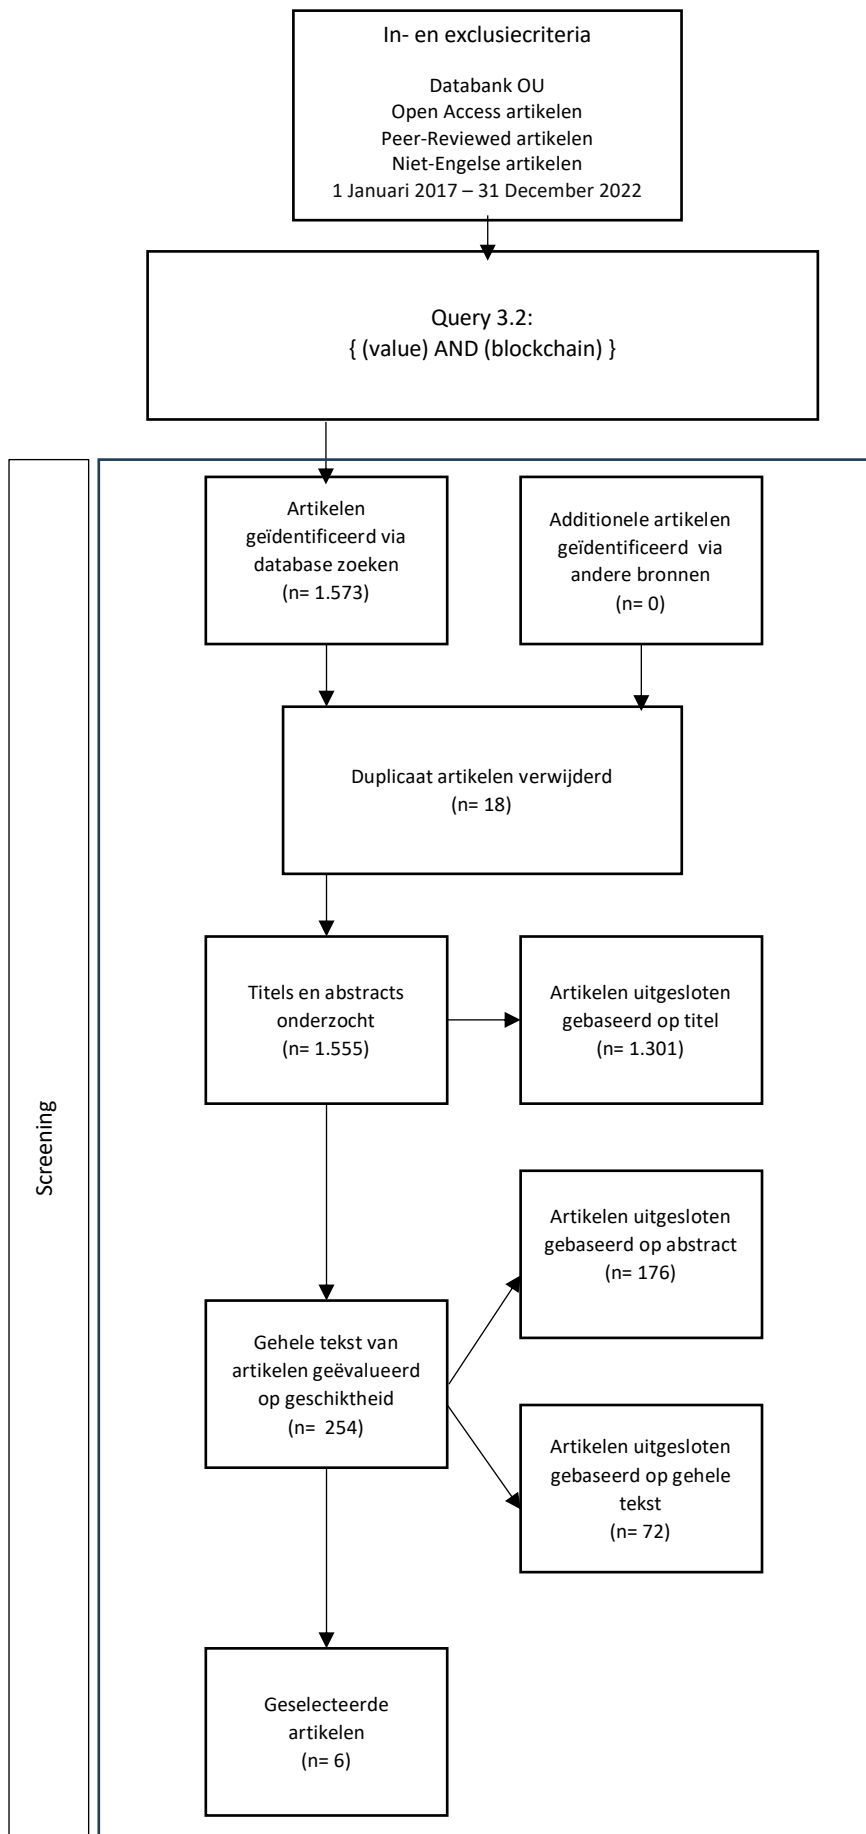 In- en exclusiecriteria
Databank OU
Open Access artikelen
Peer-Reviewed artikelen
Niet-Engelse artikelen
1 Januari 2017 – 31 December 2022
Query 3.2:
{ (value) AND (blockchain) }
Screening
Artikelen
geïdentificeerd via
database zoeken
(n= 1.573)
Additionele artikelen
geïdentificeerd via
andere bronnen
(n= 0)
Duplicaat artikelen verwijderd
(n= 18)
Titels en abstracts
onderzocht
(n= 1.555)
Artikelen uitgesloten
gebaseerd op titel
(n= 1.301)
Artikelen uitgesloten
gebaseerd op abstract
(n= 176)
Gehele tekst van
artikelen geëvalueerd
op geschiktheid
(n= 254)
Artikelen uitgesloten
gebaseerd op gehele
tekst
(n= 72)
Geselecteerde
artikelen
(n= 6)